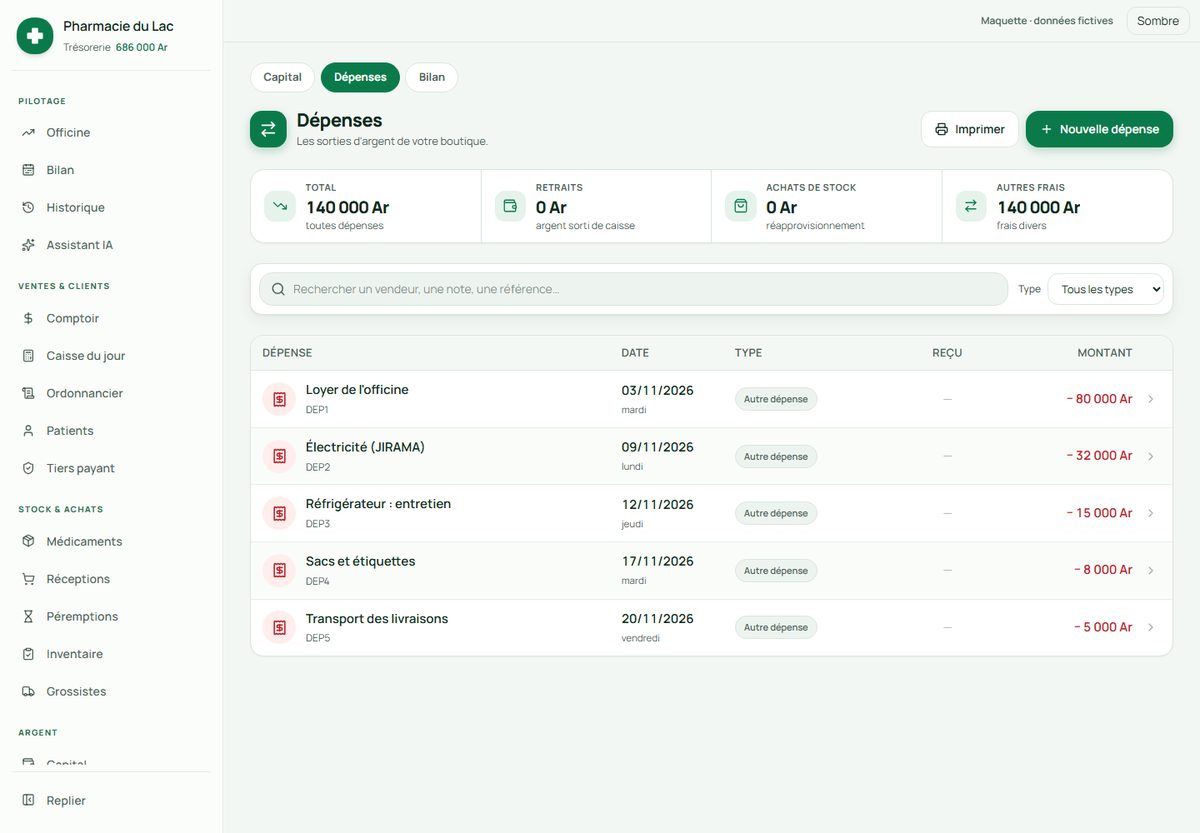 Pharmacie du Lac
Trésorerie 686 000 Ar
Maquette · données fictives
Sombre
PILOTAGE
Officine
Bilan
Historique
Assistant IA
VENTES & CLIENTS
Comptoir
Caisse du jour
Ordonnancier
Patients
Tiers payant
STOCK & ACHATS
Médicaments
Réceptions
Péremptions
Inventaire
Grossistes
ARGENT
Capital
Replier
Capital Dépenses Bilan
Dépenses
Les sorties d'argent de votre boutique.
Imprimer
+ Nouvelle dépense
TOTAL
140 000 Ar
toutes dépenses
RETRAITS
0 Ar
argent sorti de caisse
ACHATS DE STOCK
0 Ar
réapprovisionnement
AUTRES FRAIS
140 000 Ar
frais divers
Rechercher un vendeur, une note, une référence…
Type
Tous les types
DÉPENSE DATE TYPE REÇU MONTANT
Loyer de l'officine 03/11/2026 Autre dépense — − 80 000 Ar
DEP1 mardi
Électricité (JIRAMA) 09/11/2026 Autre dépense — − 32 000 Ar
DEP2 lundi
Réfrigérateur : entretien 12/11/2026 Autre dépense — − 15 000 Ar
DEP3 jeudi
Sacs et étiquettes 17/11/2026 Autre dépense — − 8 000 Ar
DEP4 mardi
Transport des livraisons 20/11/2026 Autre dépense — − 5 000 Ar
DEP5 vendredi